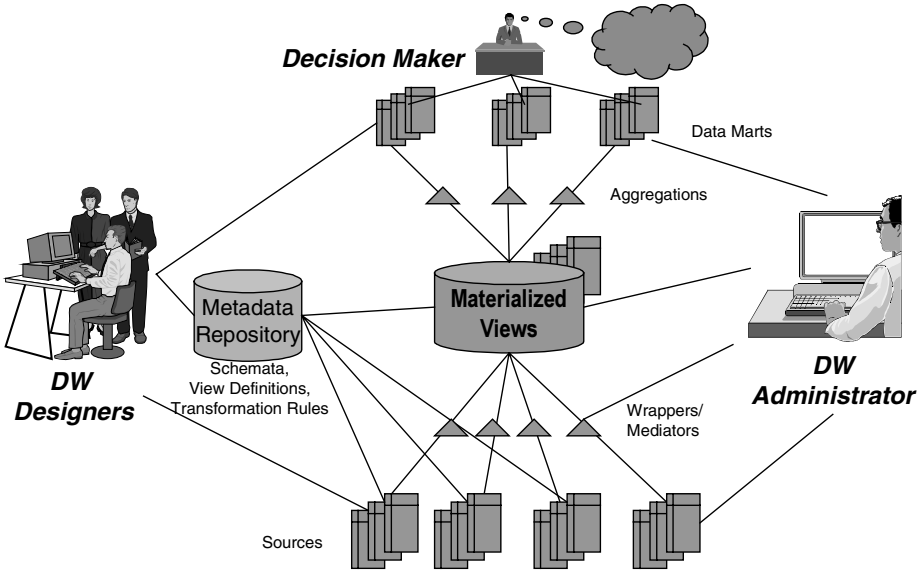 Decision Maker
Data Marts
Aggregations
Materialized
Views
Metadata
Repository
Schemata,
View Definitions,
Transformation Rules
DW
Designers
DW
Administrator
Wrappers/
Mediators
Sources